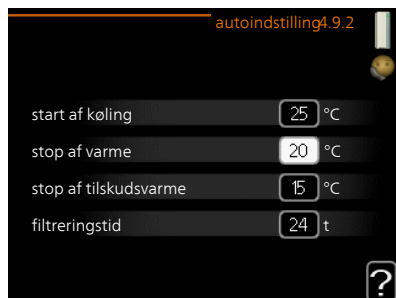 autoindstilling4.9.2
start af køling 25 °C
stop af varme 20 °C
stop af tilskudsvarme 15 °C
filtreringstid 24 t
?